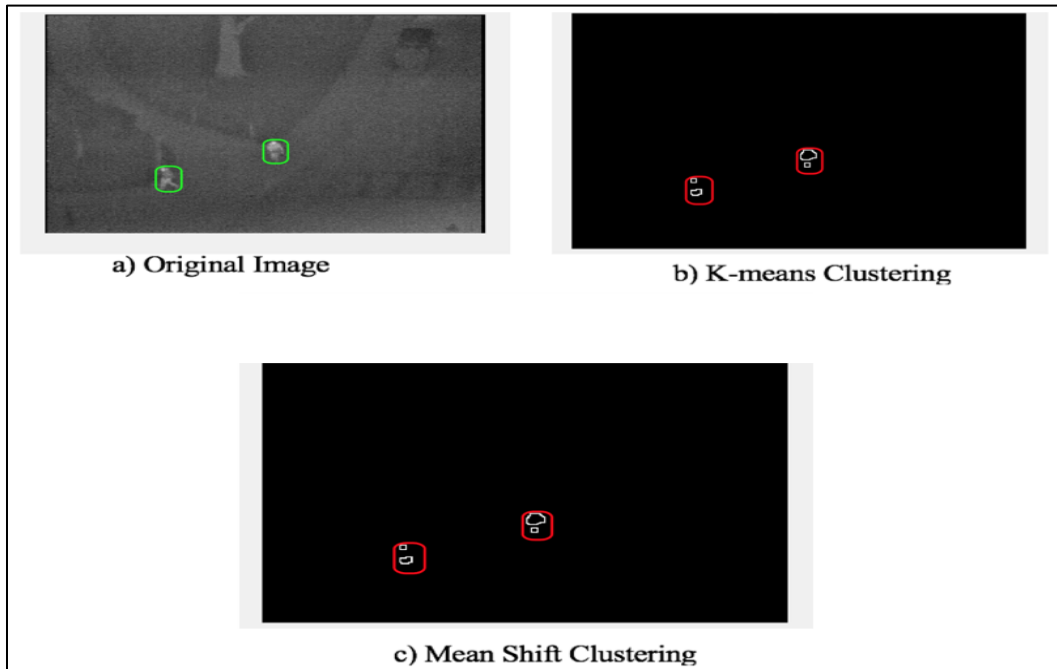 a) Original Image
b) K-means Clustering
c) Mean Shift Clustering